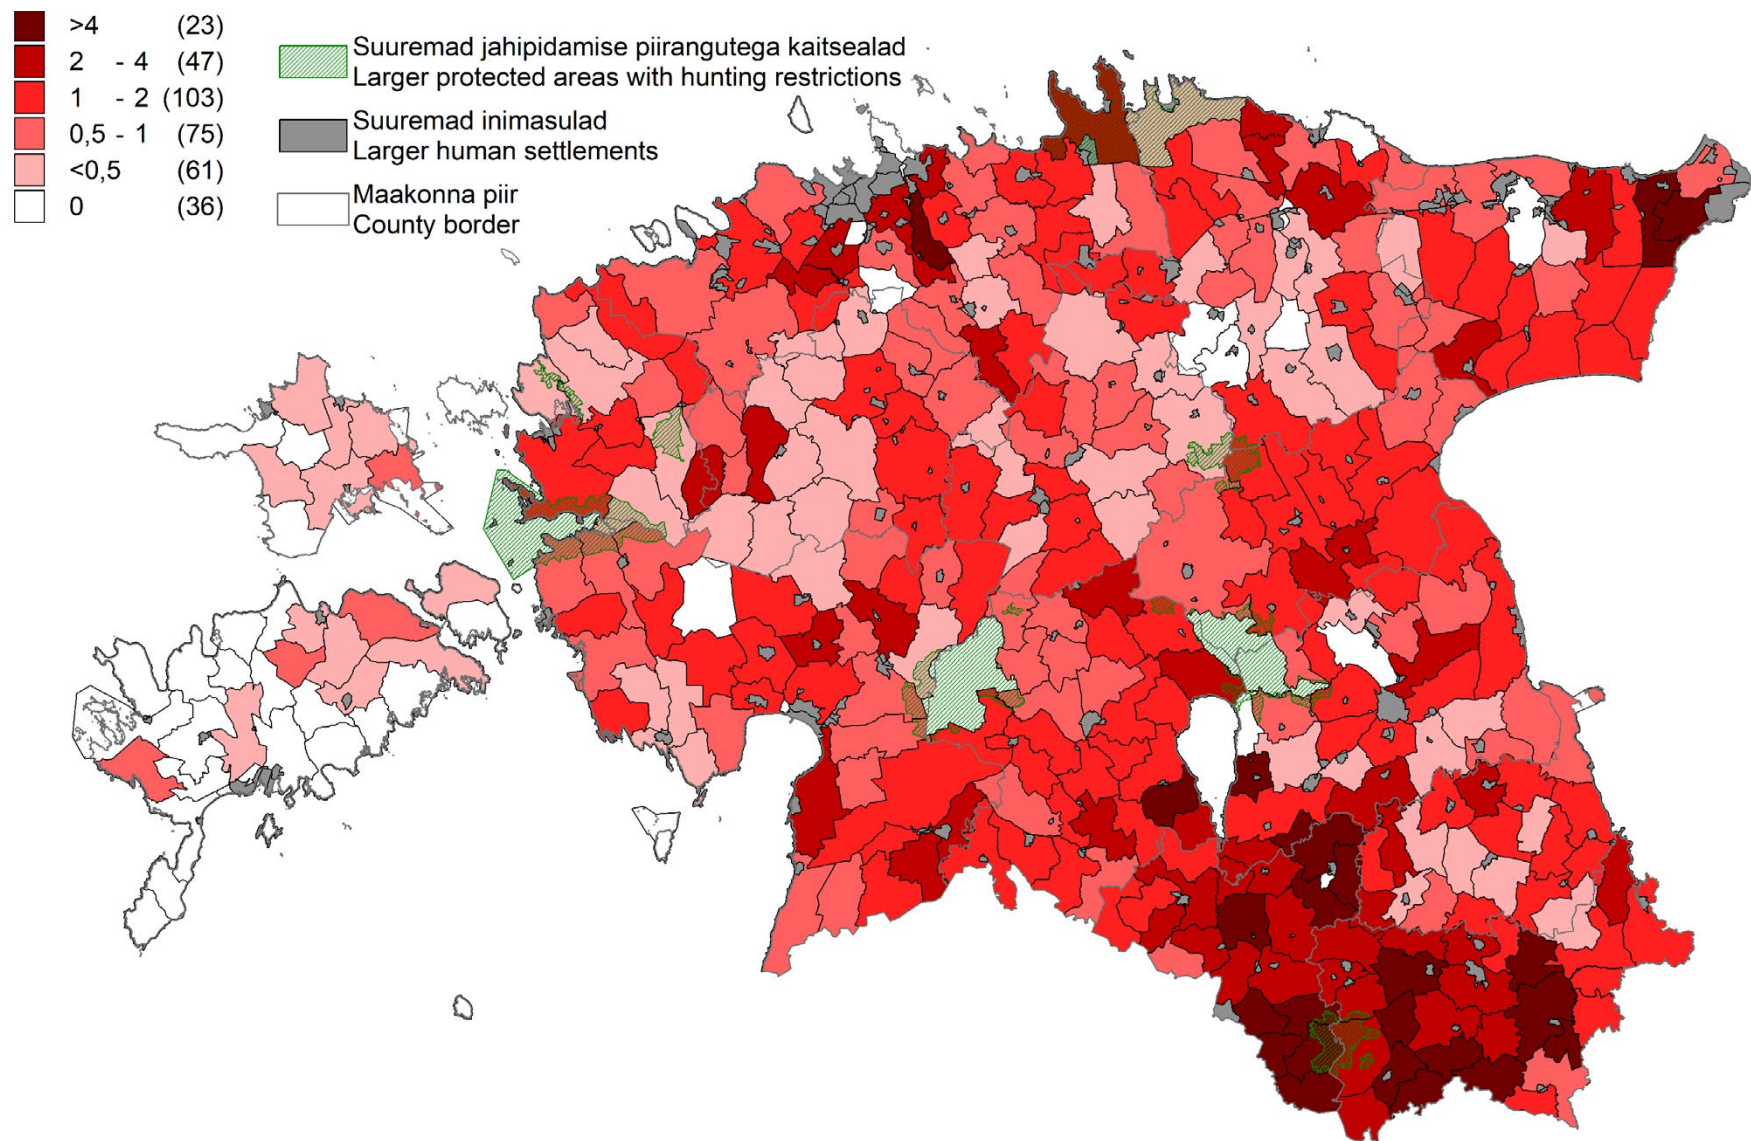 >4 (23)
2 - 4 (47)
1 - 2 (103)
0,5 - 1 (75)
<0,5 (61)
0 (36)
Suuremad jahipidamise piirangutega kaitsealad
Larger protected areas with hunting restrictions
Suuremad inimasulad
Larger human settlements
Maakonna piir
County border